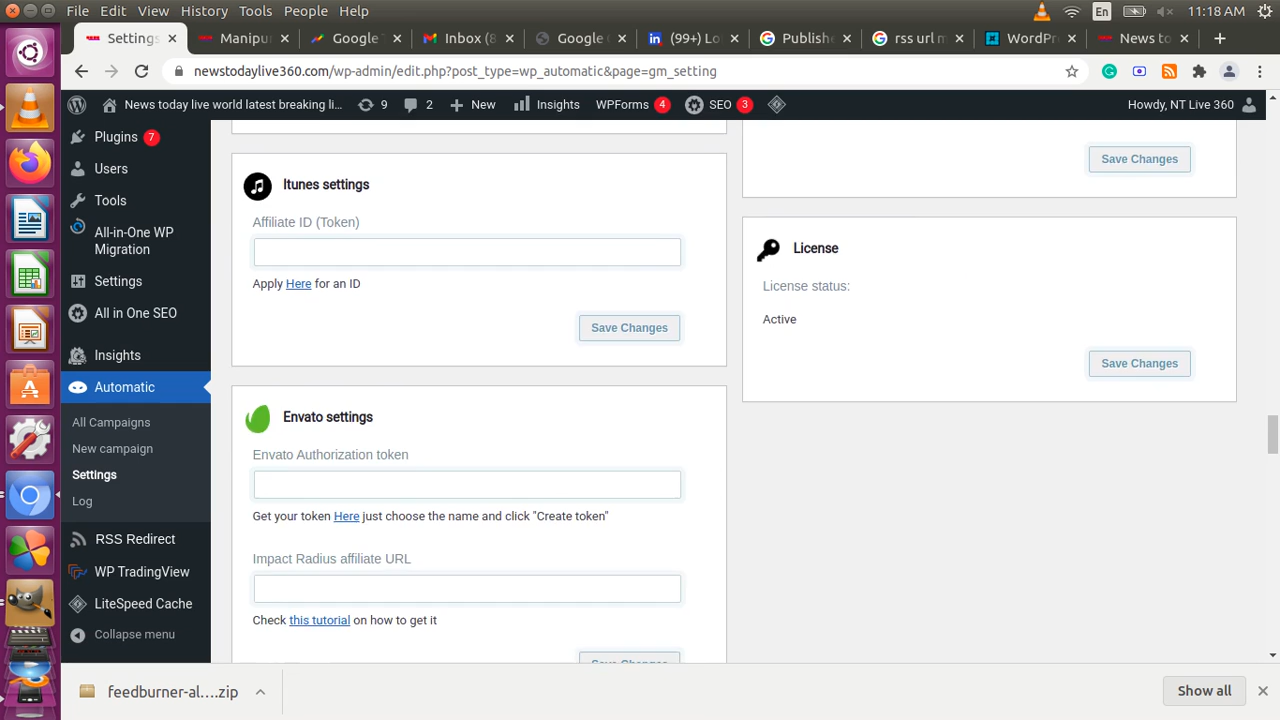 File Edit View History Tools People Help
En
11:18 AM
Settings
Manipu
Google
Inbox (8
Google
(99+) Lo
Publishe
rss url m
WordPr
News to
newstodaylive360.com/wp-admin/edit.php?post_type=wp_automatic&page=gm_setting
News today live world latest breaking li...
9
2
New
Insights
WPForms 4
SEO 3
Howdy, NT Live 360
Plugins 7
Users
Tools
All-in-One WP
Migration
Settings
All in One SEO
Insights
Automatic
All Campaigns
New campaign
Settings
Log
RSS Redirect
WP TradingView
LiteSpeed Cache
Collapse menu
Itunes settings
Affiliate ID (Token)
Apply Here for an ID
Save Changes
Envato settings
Envato Authorization token
Get your token Here just choose the name and click "Create token"
Impact Radius affiliate URL
Check this tutorial on how to get it
Save Changes
Save Changes
License
License status:
Active
Save Changes
feedburner-al....zip
Show all